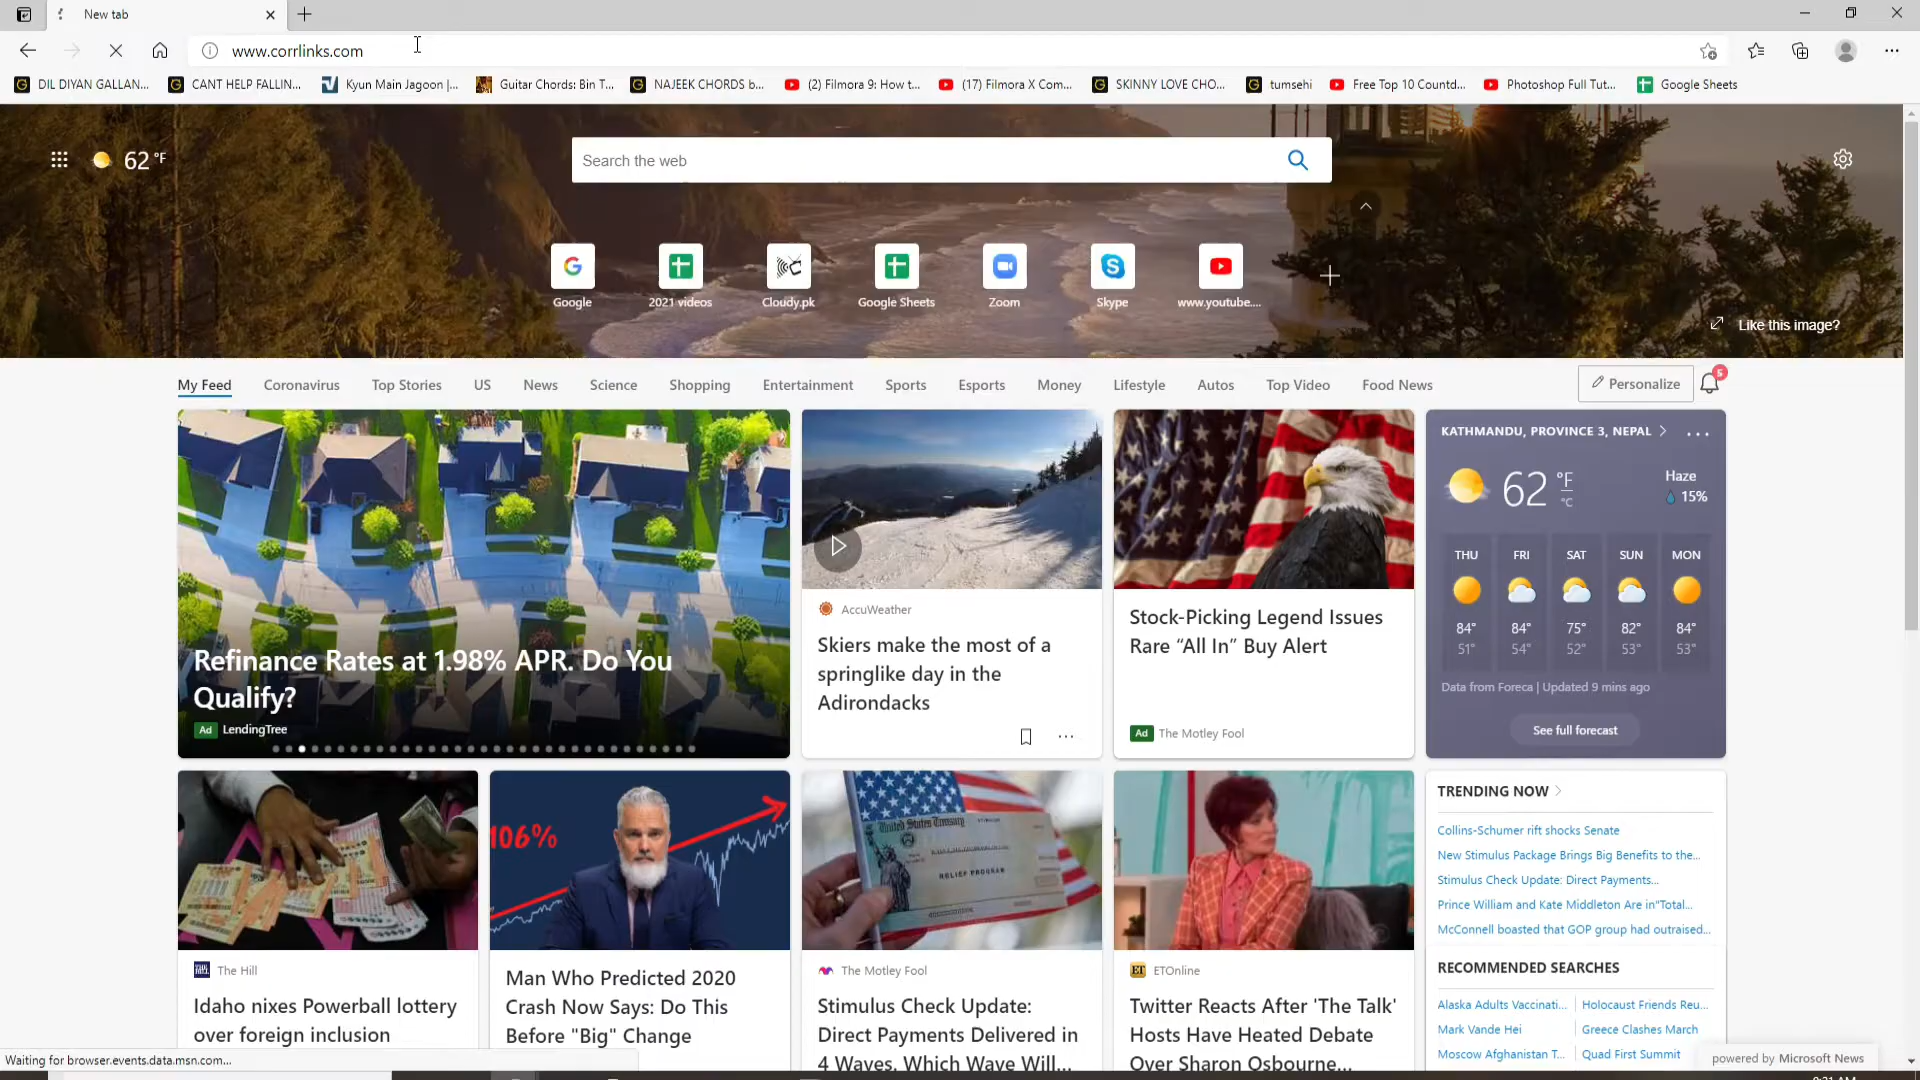 New tab
www.corrlinks.com
DIL DIYAN GALLAN...
CANT HELP FALLIN...
Kyun Main Jagoon |...
Guitar Chords: Bin T...
NAJEEK CHORDS b...
(2) Filmora 9: How t...
(17) Filmora X Com...
SKINNY LOVE CHO...
tumsehi
Free Top 10 Countd...
Photoshop Full Tut...
Google Sheets
62 °F
Search the web
Google
2021 videos
Cloudy.pk
Google Sheets
Zoom
Skype
www.youtube....
Like this image?
My Feed
Coronavirus
Top Stories
US
News
Science
Shopping
Entertainment
Sports
Esports
Money
Lifestyle
Autos
Top Video
Food News
Personalize
5
Refinance Rates at 1.98% APR. Do You
Qualify?
Ad LendingTree
AccuWeather
Skiers make the most of a
springlike day in the
Adirondacks
Stock-Picking Legend Issues
Rare “All In” Buy Alert
Ad The Motley Fool
KATHMANDU, PROVINCE 3, NEPAL
62 °F
°C
Haze
15%
THU FRI SAT SUN MON
84° 84° 75° 82° 84°
51° 54° 52° 53° 53°
Data from Foreca | Updated 9 mins ago
See full forecast
The Hill
Idaho nixes Powerball lottery
over foreign inclusion
106%
Man Who Predicted 2020
Crash Now Says: Do This
Before "Big" Change
United States Treasury
RELIEF PROGRAM
The Motley Fool
Stimulus Check Update:
Direct Payments Delivered in
4 Waves. Which Wave Will...
ET ETOnline
Twitter Reacts After 'The Talk'
Hosts Have Heated Debate
Over Sharon Osbourne...
TRENDING NOW
Collins-Schumer rift shocks Senate
New Stimulus Package Brings Big Benefits to the...
Stimulus Check Update: Direct Payments...
Prince William and Kate Middleton Are in"Total...
McConnell boasted that GOP group had outraised...
RECOMMENDED SEARCHES
Alaska Adults Vaccinati...
Holocaust Friends Reu...
Mark Vande Hei
Greece Clashes March
Moscow Afghanistan T...
Quad First Summit
powered by Microsoft News
Waiting for browser.events.data.msn.com...